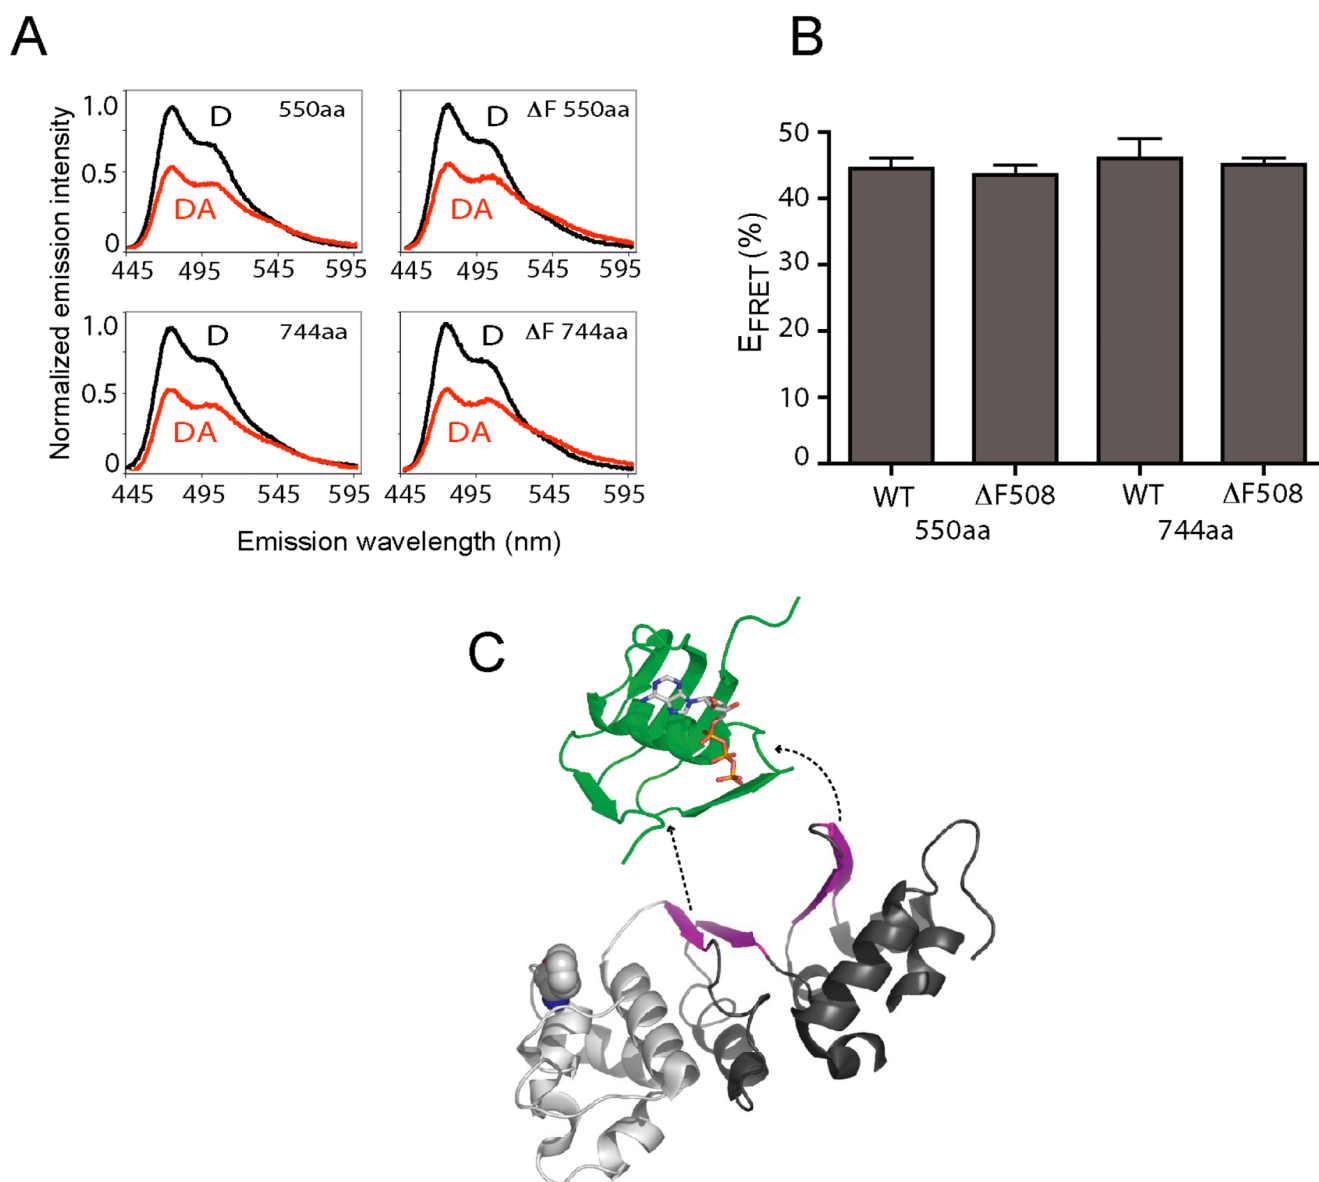 A
Normalized emission intensity
1.0
0.5
0
D
DA
550aa
445 495 545 595
D
DA
ΔF 550aa
445 495 545 595
1.0
0.5
0
D
DA
744aa
445 495 545 595
D
DA
ΔF 744aa
445 495 545 595
Emission wavelength (nm)
B
EFRET (%)
50
40
30
20
10
0
WT ΔF508 WT ΔF508
550aa 744aa
C